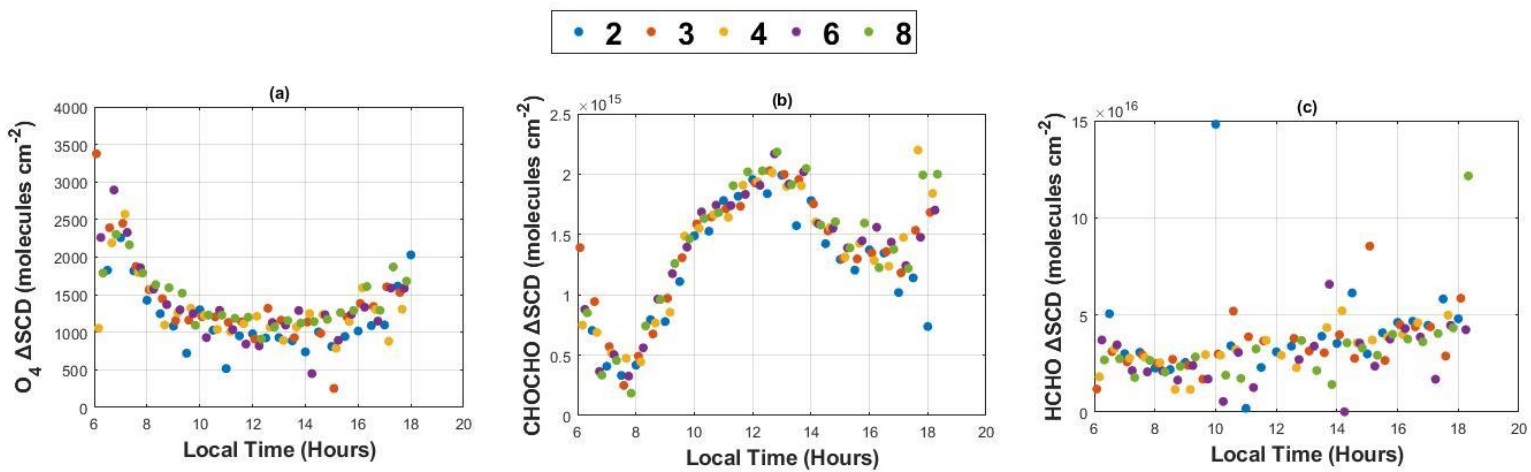 2 3 4 6 8
(a)
O4 ΔSCD (molecules cm-2)
4000
3500
3000
2500
2000
1500
1000
500
0
6 8 10 12 14 16 18 20
Local Time (Hours)
(b)
×10^15
CHOCHO ΔSCD (molecules cm-2)
2.5
2
1.5
1
0.5
0
6 8 10 12 14 16 18 20
Local Time (Hours)
(c)
×10^16
HCHO ΔSCD (molecules cm-2)
15
10
5
0
6 8 10 12 14 16 18 20
Local Time (Hours)